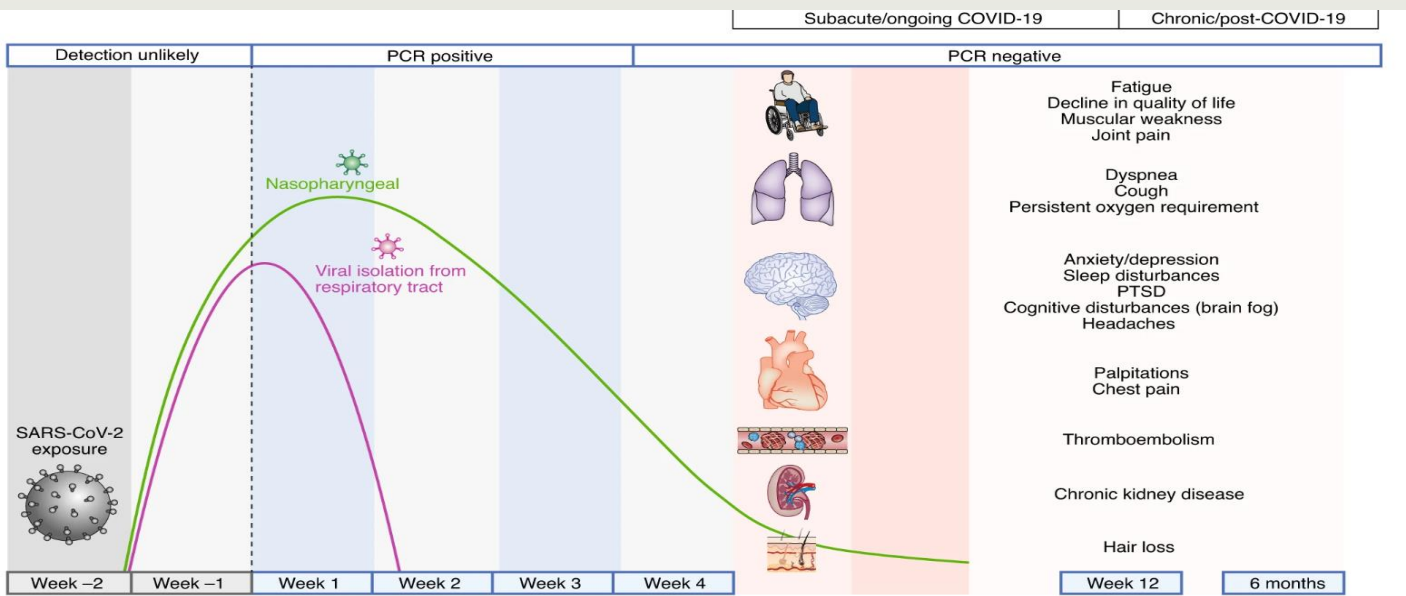 Subacute/ongoing COVID-19
Chronic/post-COVID-19
Detection unlikely
PCR positive
PCR negative
Fatigue
Decline in quality of life
Muscular weakness
Joint pain
Nasopharyngeal
Dyspnea
Cough
Persistent oxygen requirement
Viral isolation from
respiratory tract
Anxiety/depression
Sleep disturbances
PTSD
Cognitive disturbances (brain fog)
Headaches
Palpitations
Chest pain
SARS-CoV-2
exposure
Thromboembolism
Chronic kidney disease
Hair loss
Week –2
Week –1
Week 1
Week 2
Week 3
Week 4
Week 12
6 months